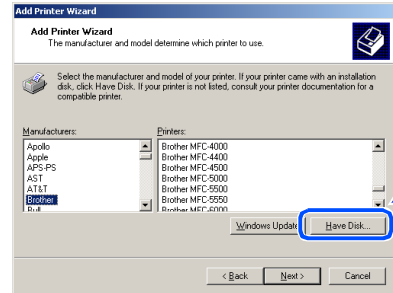 Add Printer Wizard
Add Printer Wizard
The manufacturer and model determine which printer to use.
Select the manufacturer and model of your printer. If your printer came with an installation
disk, click Have Disk. If your printer is not listed, consult your printer documentation for a
compatible printer.
Manufacturers:
Apollo
Apple
APS-PS
AST
AT&T
Brother
Bull
Printers:
Brother MFC-4000
Brother MFC-4400
Brother MFC-4500
Brother MFC-5000
Brother MFC-5500
Brother MFC-5550
Brother MFC-6000
Windows Update
Have Disk...
< Back
Next >
Cancel